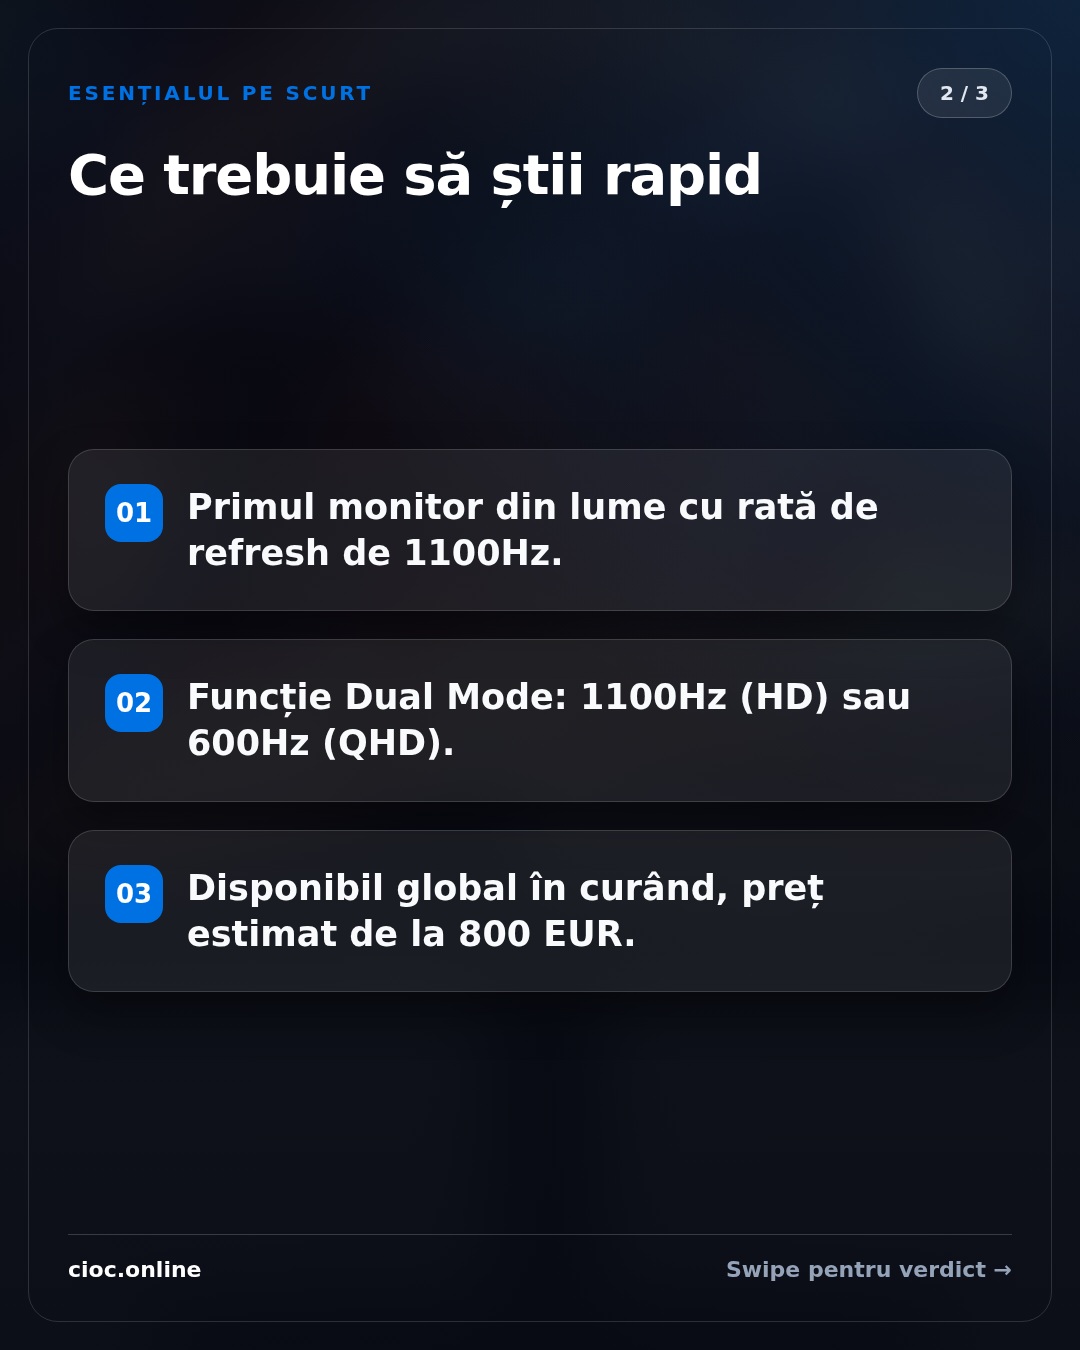 ESENȚIALUL PE SCURT
2 / 3
Ce trebuie să știi rapid
01
Primul monitor din lume cu rată de
refresh de 1100Hz.
02
Funcție Dual Mode: 1100Hz (HD) sau
600Hz (QHD).
03
Disponibil global în curând, preț
estimat de la 800 EUR.
cioc.online
Swipe pentru verdict →